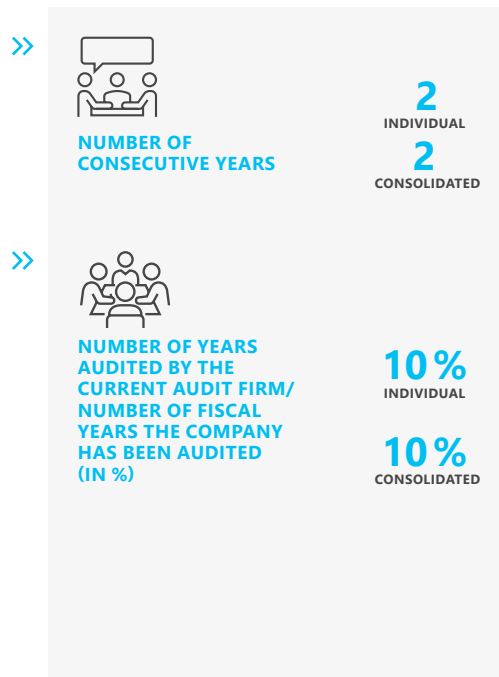 NUMBER OF
CONSECUTIVE YEARS
2
INDIVIDUAL
2
CONSOLIDATED
NUMBER OF YEARS
AUDITED BY THE
CURRENT AUDIT FIRM/
NUMBER OF FISCAL
YEARS THE COMPANY
HAS BEEN AUDITED
(IN %)
10 %
INDIVIDUAL
10 %
CONSOLIDATED